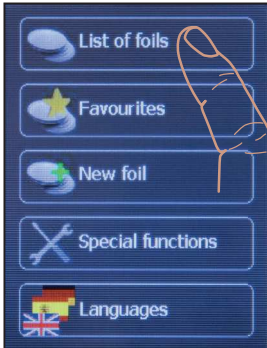 List of foils
Favourites
New foil
Special functions
Languages